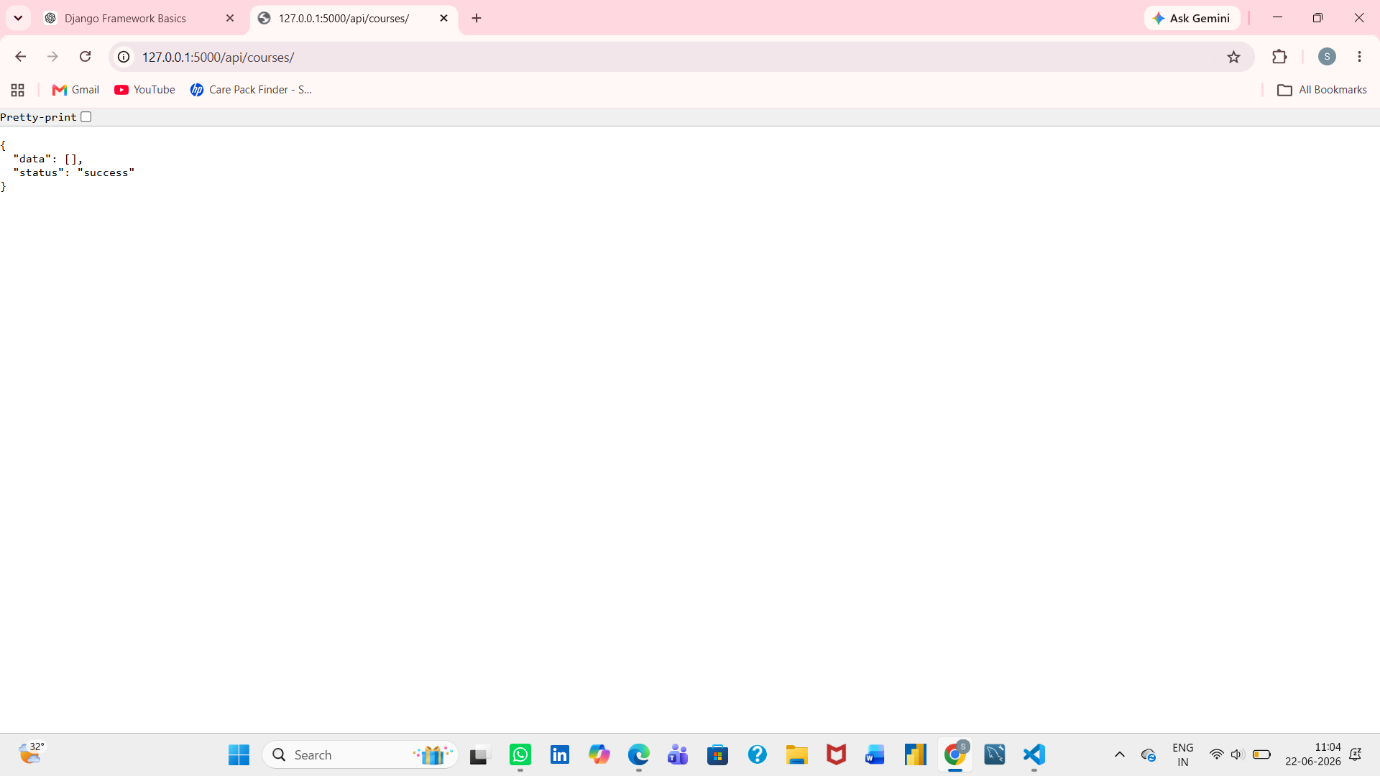 Django Framework Basics
127.0.0.1:5000/api/courses/
Ask Gemini
127.0.0.1:5000/api/courses/
S
Gmail
YouTube
Care Pack Finder - S...
All Bookmarks
Pretty-print
{
"data": [],
"status": "success"
}
32°
Search
ENG
IN
11:04
22-06-2026